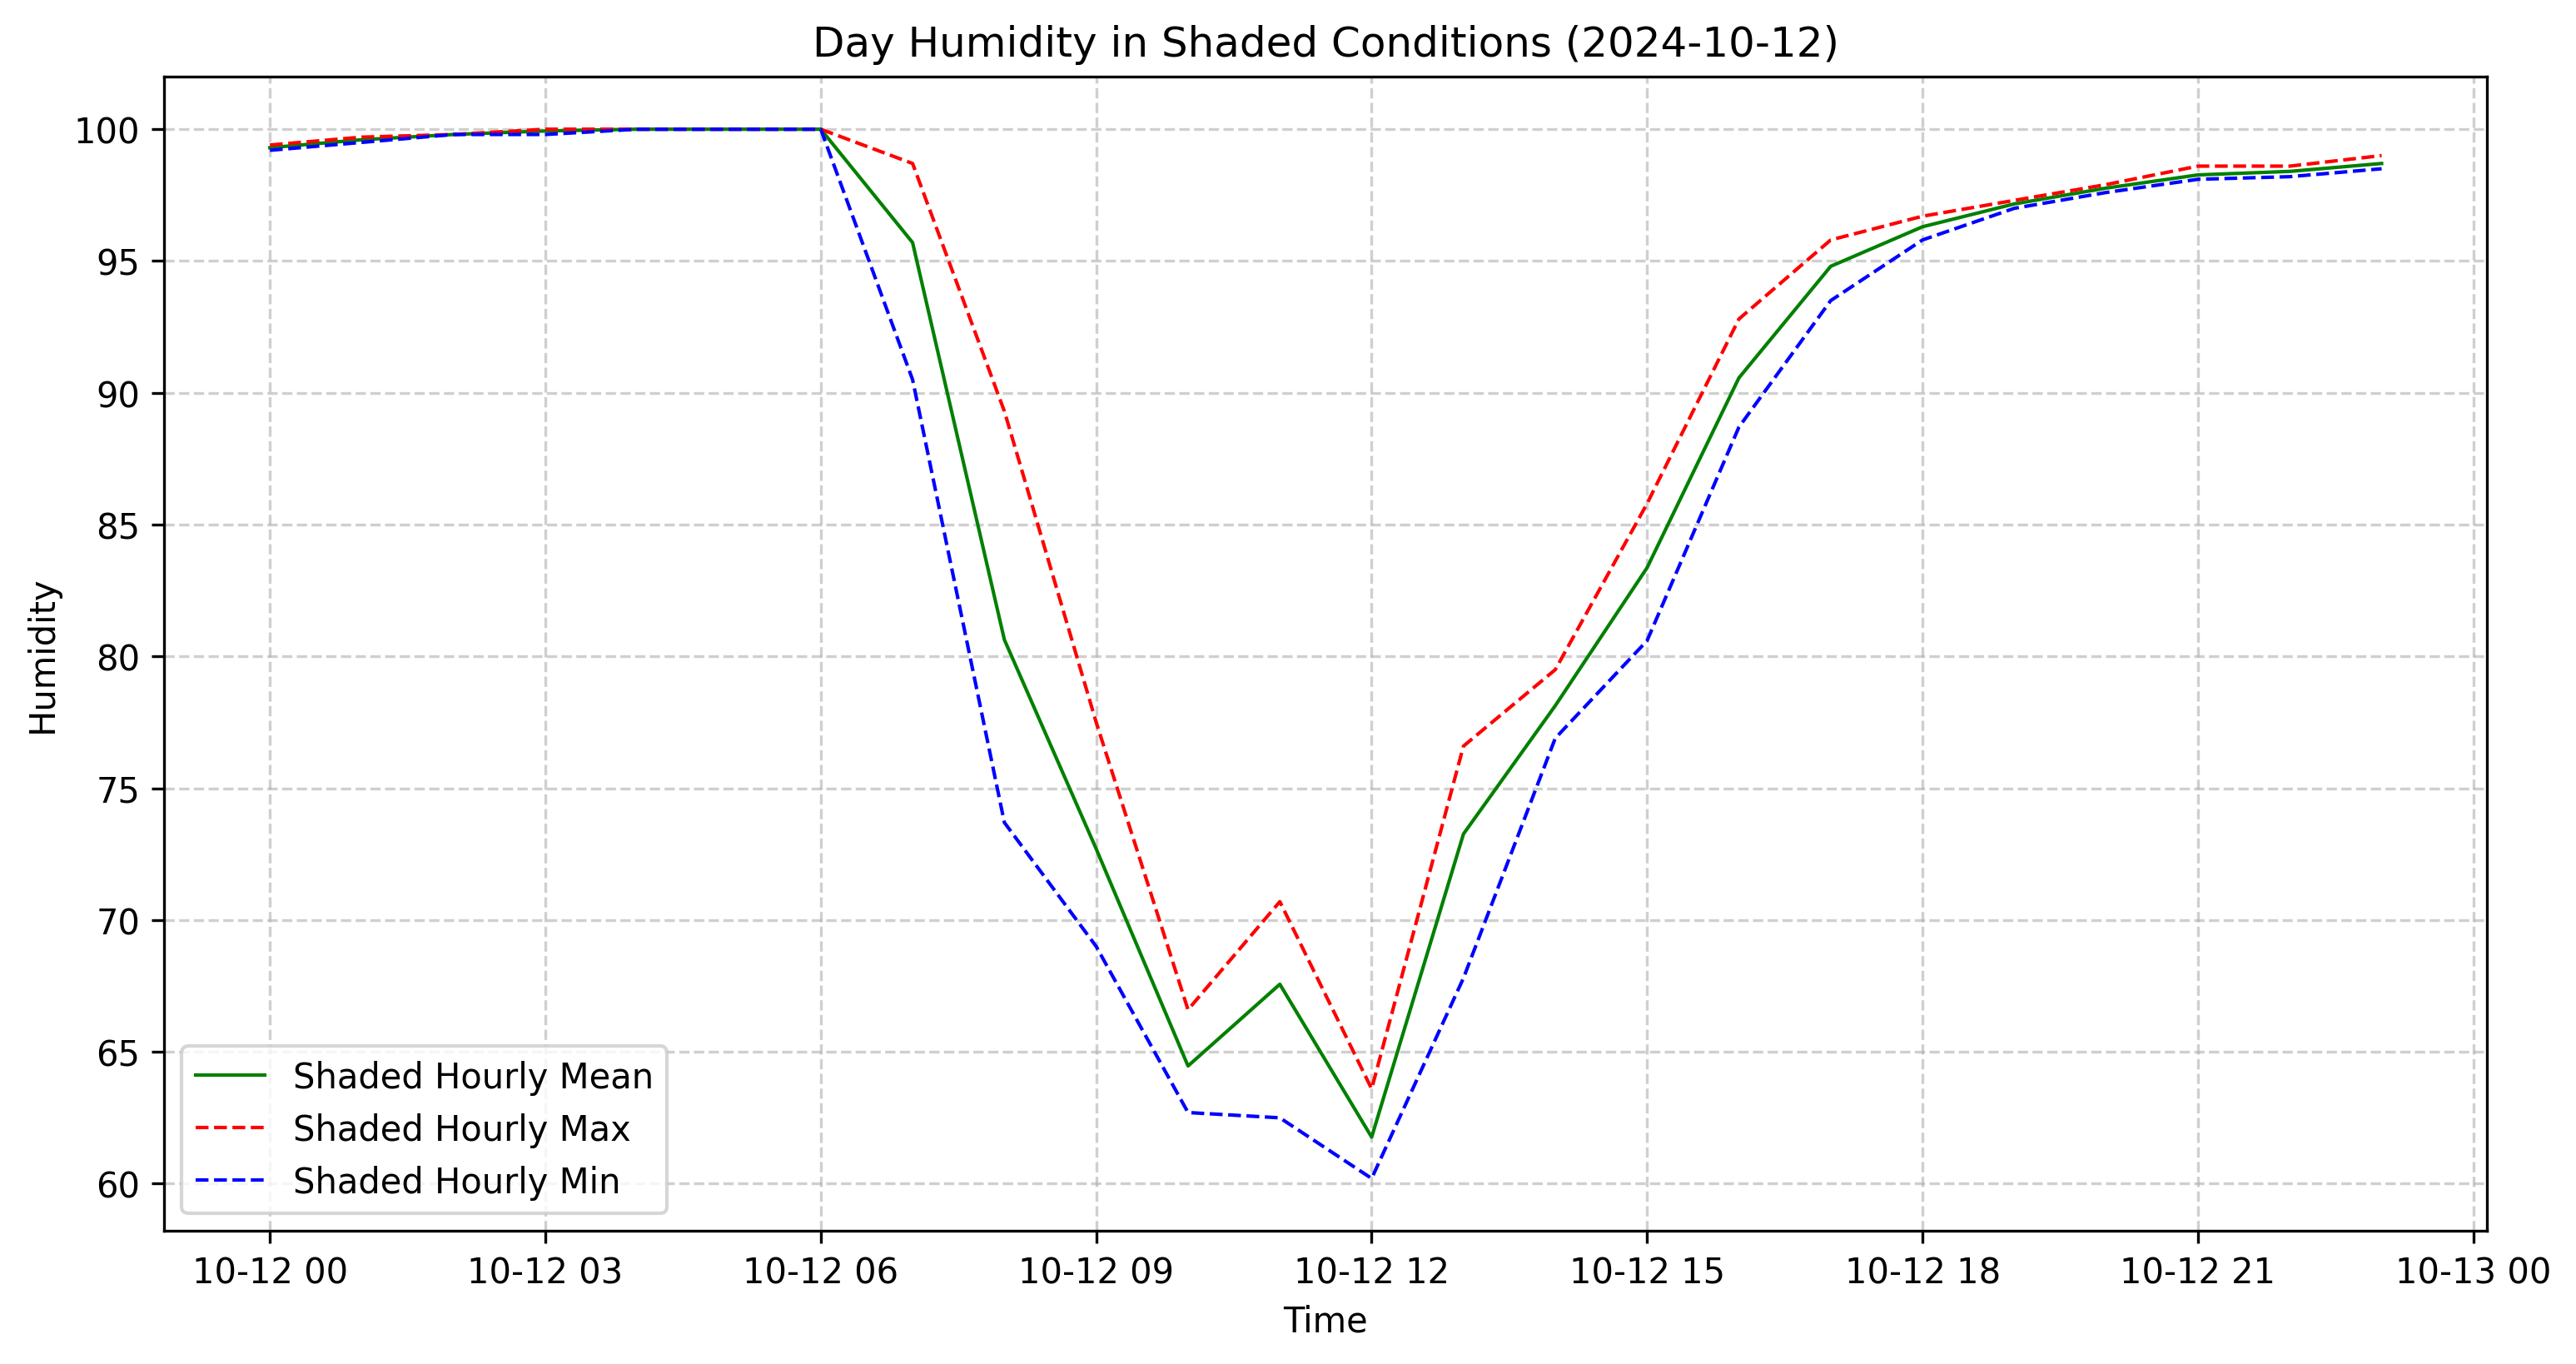 Day Humidity in Shaded Conditions (2024-10-12)
Humidity
100
95
90
85
80
75
70
65
60
Shaded Hourly Mean
Shaded Hourly Max
Shaded Hourly Min
10-12 00 10-12 03 10-12 06 10-12 09 10-12 12 10-12 15 10-12 18 10-12 21 10-13 00
Time